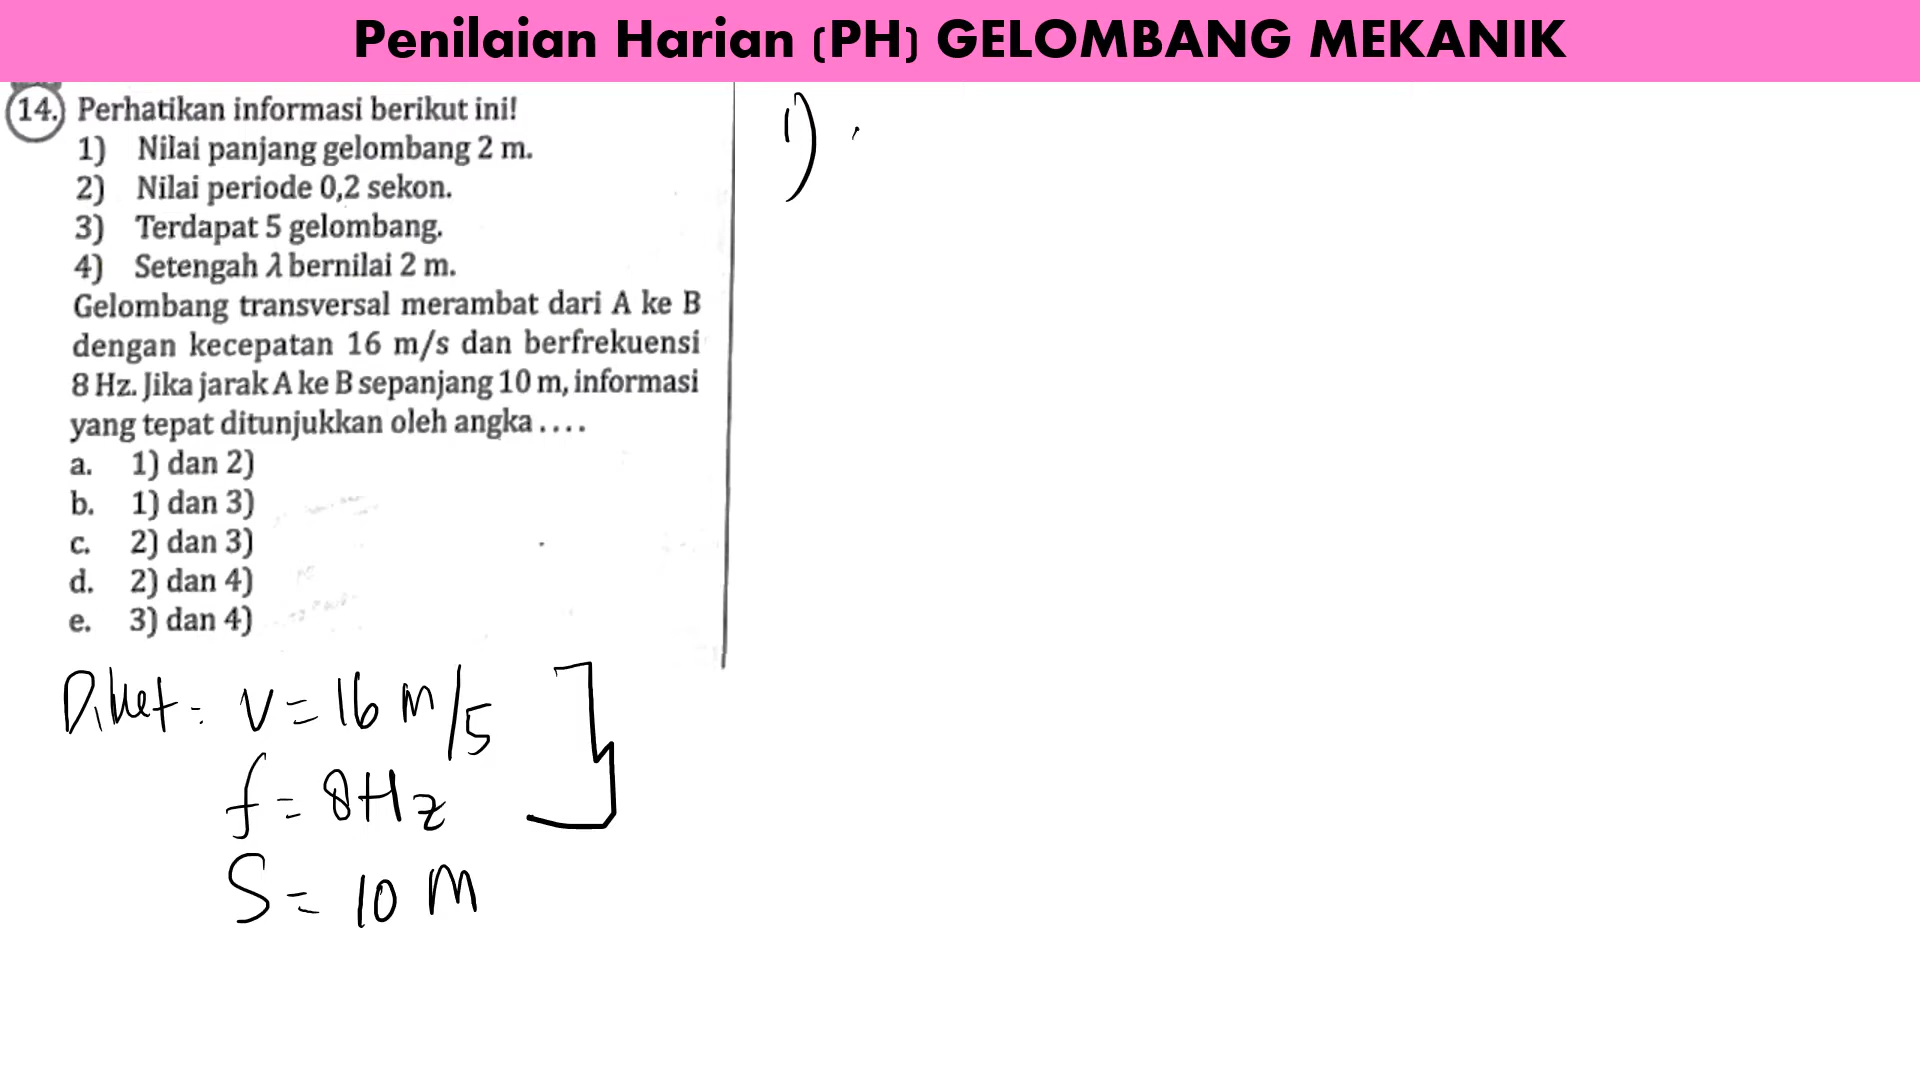 Penilaian Harian (PH) GELOMBANG MEKANIK
14. Perhatikan informasi berikut ini!
1) Nilai panjang gelombang 2 m.
2) Nilai periode 0,2 sekon.
3) Terdapat 5 gelombang.
4) Setengah λ bernilai 2 m.
Gelombang transversal merambat dari A ke B
dengan kecepatan 16 m/s dan berfrekuensi
8 Hz. Jika jarak A ke B sepanjang 10 m, informasi
yang tepat ditunjukkan oleh angka . . . .
a. 1) dan 2)
b. 1) dan 3)
c. 2) dan 3)
d. 2) dan 4)
e. 3) dan 4)
Diket: v = 16 m/s
f = 8 Hz
S = 10 m
1)